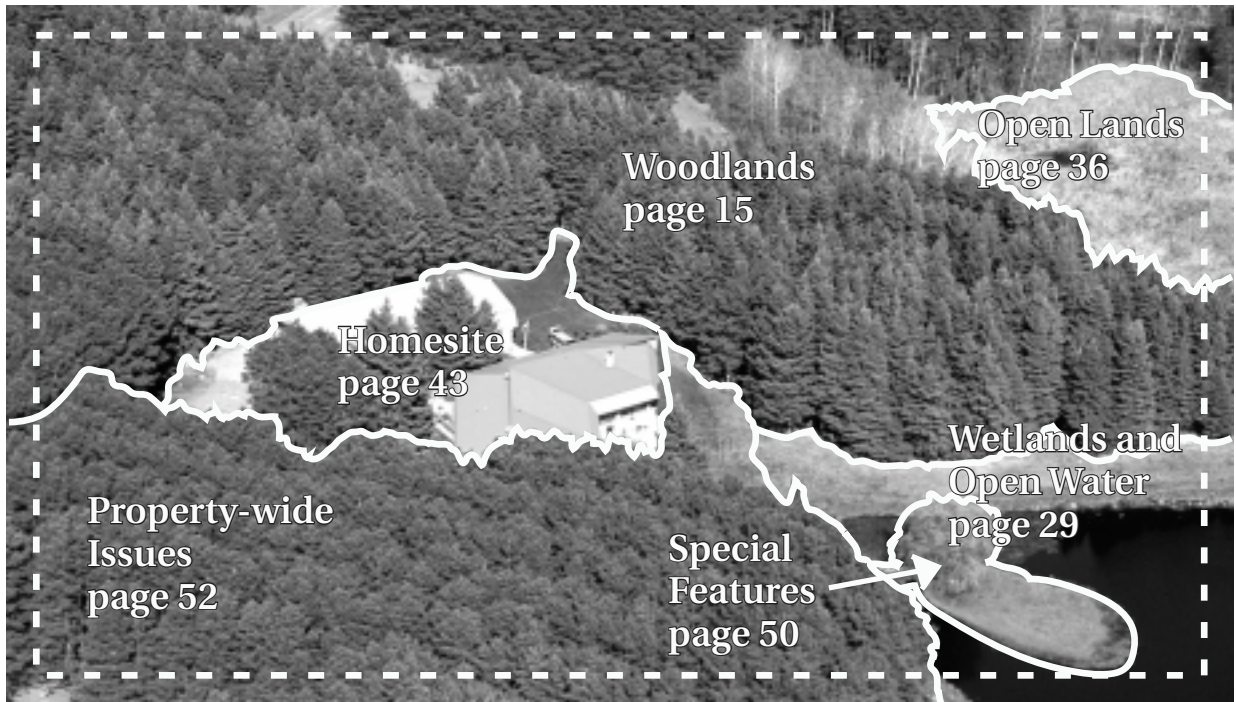 Open Lands
page 36
Woodlands
page 15
Homesite
page 43
Wetlands and
Open Water
page 29
Property-wide
Issues
page 52
Special
Features
page 50